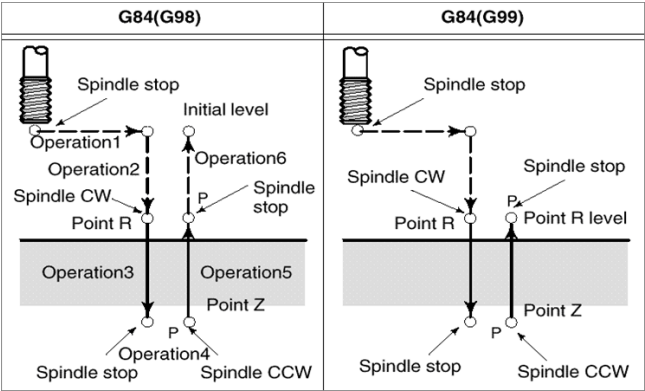 G84(G98)
G84(G99)
Spindle stop
Initial level
Operation1
Operation2
Operation6
Spindle CW
P
Spindle
stop
Point R
Operation3
Operation5
Point Z
P
Operation4
Spindle stop
Spindle CCW
Spindle stop
Spindle CW
Spindle stop
P
Point R
Point R level
Point Z
P
Spindle stop
Spindle CCW